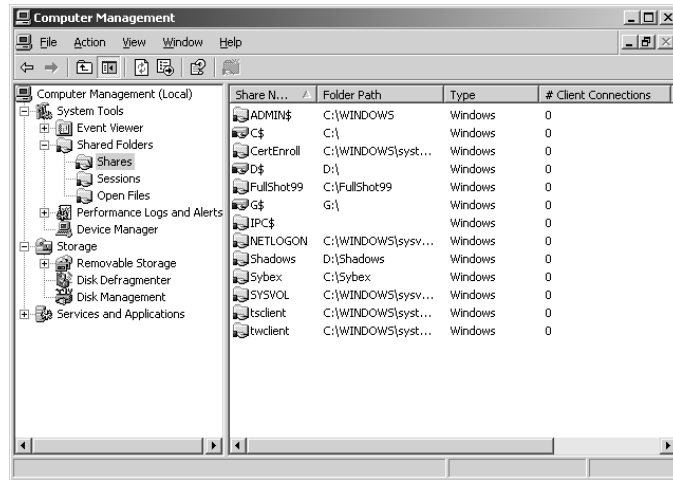 Computer Management
File Action View Window Help
Computer Management (Local)
System Tools
Event Viewer
Shared Folders
Shares
Sessions
Open Files
Performance Logs and Alerts
Device Manager
Storage
Removable Storage
Disk Defragmenter
Disk Management
Services and Applications
Share N... Folder Path Type # Client Connections
ADMIN$ C:\WINDOWS Windows 0
C$ C:\ Windows 0
CertEnroll C:\WINDOWS\syst... Windows 0
D$ D:\ Windows 0
FullShot99 C:\FullShot99 Windows 0
G$ G:\ Windows 0
IPC$ Windows 0
NETLOGON C:\WINDOWS\sysv... Windows 0
Shadows D:\Shadows Windows 0
Sybex C:\Sybex Windows 0
SYSVOL C:\WINDOWS\sysv... Windows 0
tsclient C:\WINDOWS\syst... Windows 0
twclient C:\WINDOWS\syst... Windows 0